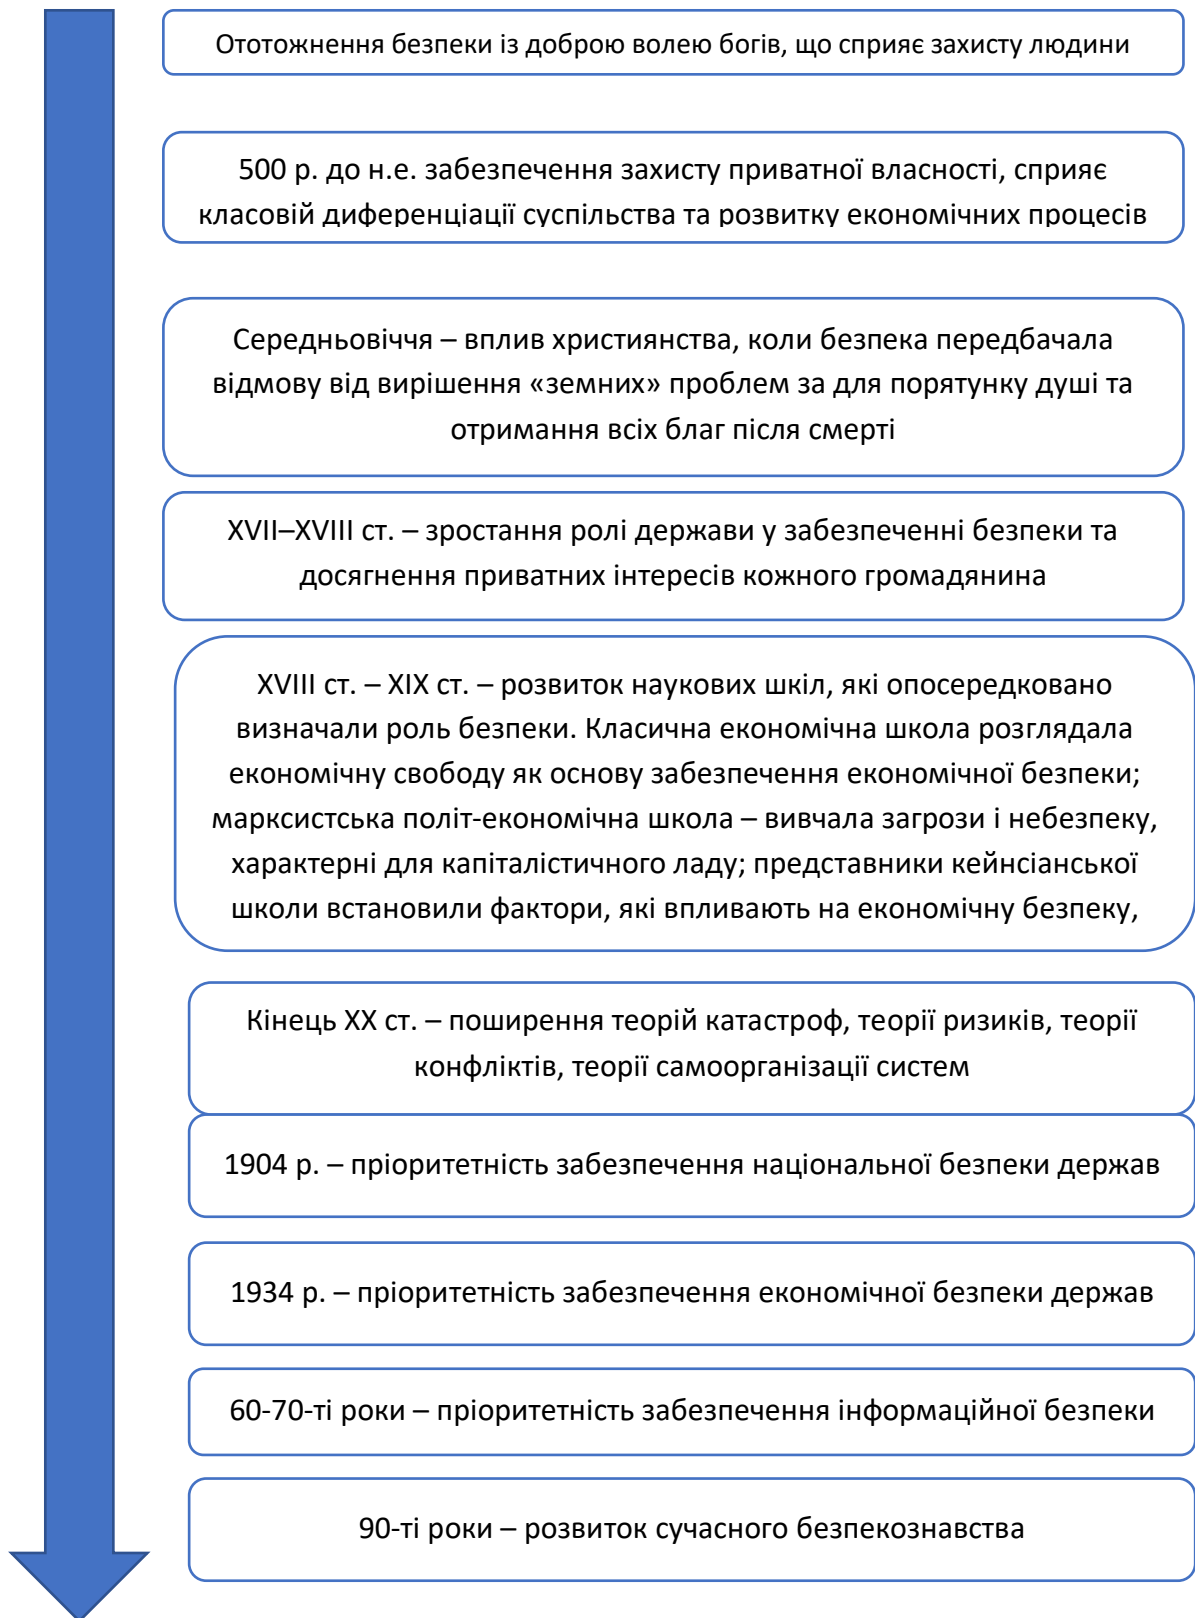 Ототожнення безпеки із доброю волею богів, що сприяє захисту людини
500 р. до н.е. забезпечення захисту приватної власності, сприяє
класовій диференціації суспільства та розвитку економічних процесів
Середньовіччя – вплив християнства, коли безпека передбачала
відмову від вирішення «земних» проблем за для порятунку душі та
отримання всіх благ після смерті
XVII–XVIII ст. – зростання ролі держави у забезпеченні безпеки та
досягнення приватних інтересів кожного громадянина
XVIII ст. – XIX ст. – розвиток наукових шкіл, які опосередковано
визначали роль безпеки. Класична економічна школа розглядала
економічну свободу як основу забезпечення економічної безпеки;
марксистська політ-економічна школа – вивчала загрози і небезпеку,
характерні для капіталістичного ладу; представники кейнсіанської
школи встановили фактори, які впливають на економічну безпеку,
Кінець XX ст. – поширення теорій катастроф, теорії ризиків, теорії
конфліктів, теорії самоорганізації систем
1904 р. – пріоритетність забезпечення національної безпеки держав
1934 р. – пріоритетність забезпечення економічної безпеки держав
60-70-ті роки – пріоритетність забезпечення інформаційної безпеки
90-ті роки – розвиток сучасного безпекознавства